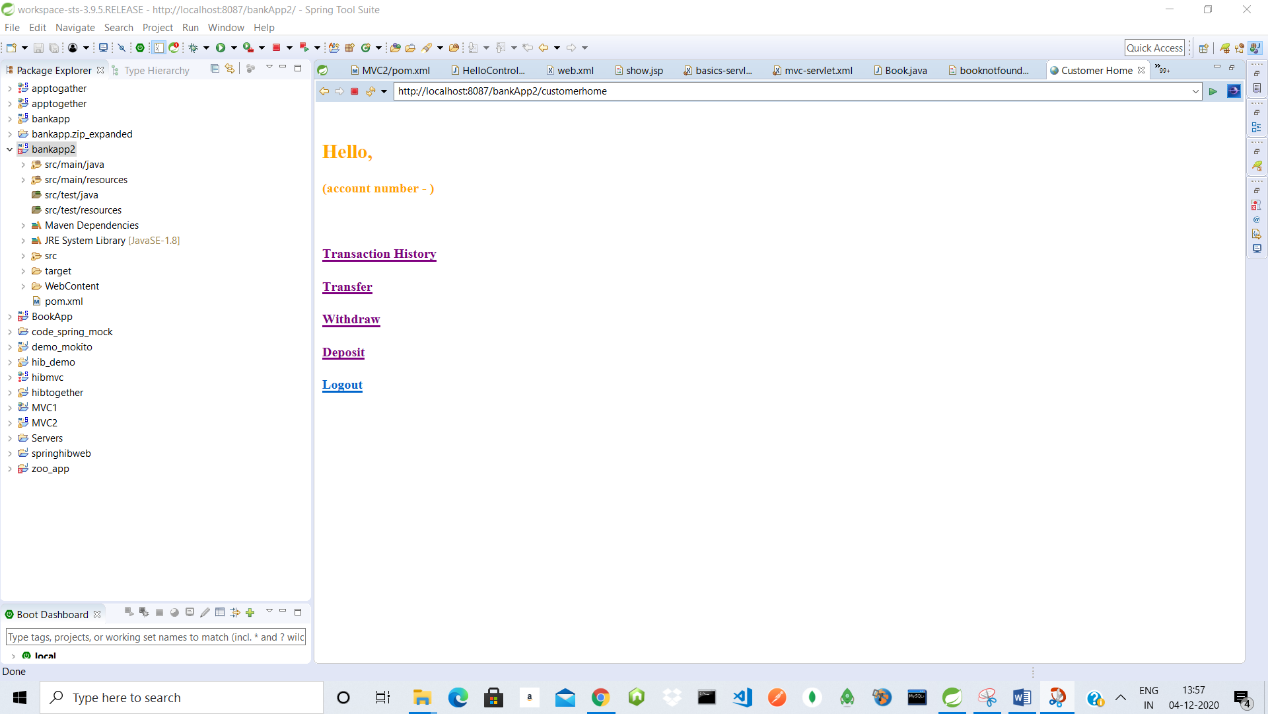 workspace-sts-3.9.5.RELEASE - http://localhost:8087/bankApp2/ - Spring Tool Suite
File Edit Navigate Search Project Run Window Help
Quick Access
Package Explorer
Type Hierarchy
MVC2/pom.xml
HelloControl...
web.xml
show.jsp
basics-servl...
mvc-servlet.xml
Book.java
booknotfound...
Customer Home
http://localhost:8087/bankApp2/customerhome
apptogather
apptogether
bankapp
bankapp.zip_expanded
bankapp2
src/main/java
src/main/resources
src/test/java
src/test/resources
Maven Dependencies
JRE System Library [JavaSE-1.8]
src
target
WebContent
pom.xml
BookApp
code_spring_mock
demo_mokito
hib_demo
hibmvc
hibtogether
MVC1
MVC2
Servers
springhibweb
zoo_app
Hello,
(account number - )
Transaction History
Transfer
Withdraw
Deposit
Logout
Boot Dashboard
Type tags, projects, or working set names to match (incl. * and ? wilc
local
Done
Type here to search
ENG
IN
13:57
04-12-2020
4